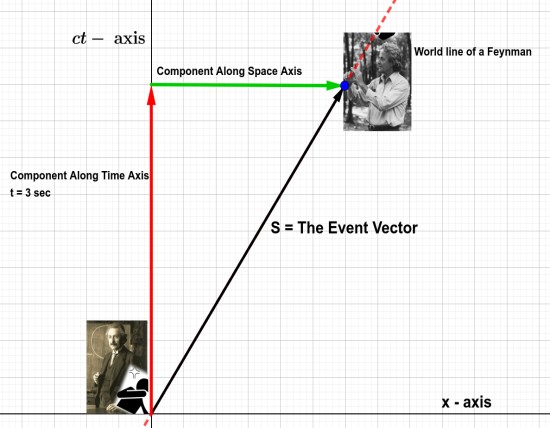 ct − axis
World line of a Feynman
Component Along Space Axis
Component Along Time Axis
t = 3 sec
S = The Event Vector
x - axis